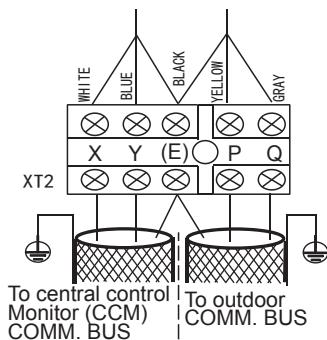 WHITE
BLUE
BLACK
YELLOW
GRAY
X Y (E) P Q
XT2
To central control
Monitor (CCM)
COMM. BUS
To outdoor
COMM. BUS